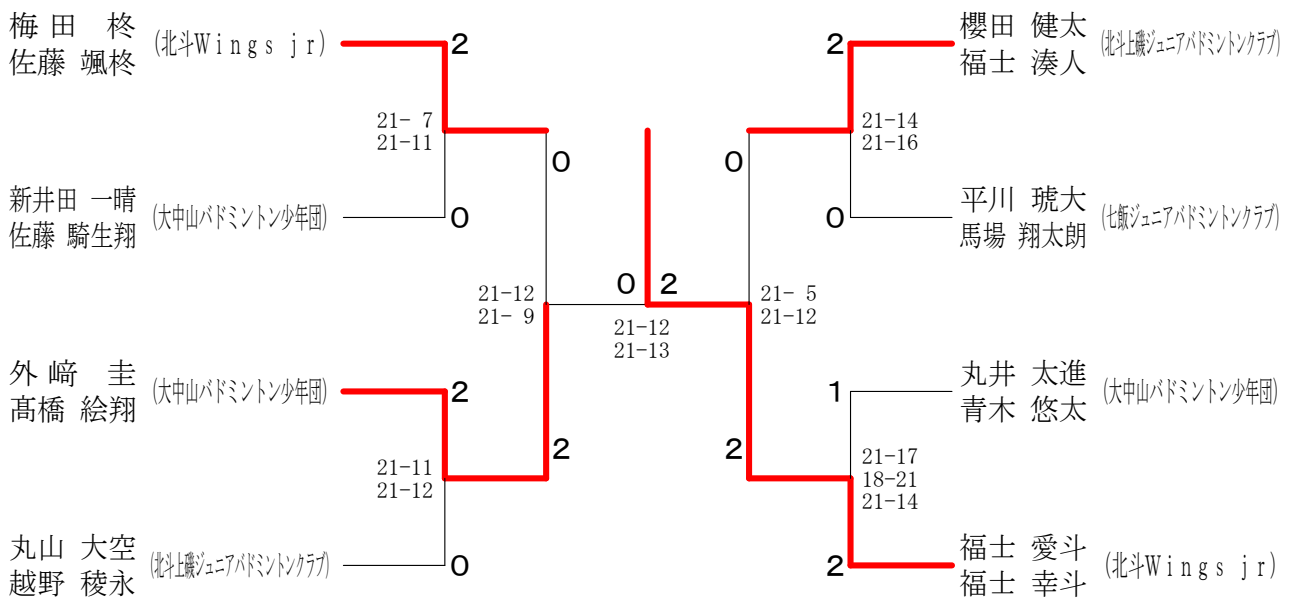 梅田 柊
佐藤 颯柊
(北斗Wings jr)
2
21- 7
21-11
新井田 一晴
佐藤 騎生翔
(大中山バドミントン少年団)
0
0
21-12
21- 9
外﨑 圭
髙橋 絵翔
(大中山バドミントン少年団)
2
21-11
21-12
2
丸山 大空
越野 稜永
(北斗上磯ジュニアバドミントンクラブ)
0
0 2
21-12
21-13
櫻田 健太
福士 湊人
(北斗上磯ジュニアバドミントンクラブ)
2
21-14
21-16
0
平川 琥大
馬場 翔太朗
(七飯ジュニアバドミントンクラブ)
0
21- 5
21-12
丸井 太進
青木 悠太
(大中山バドミントン少年団)
1
2
21-17
18-21
21-14
福士 愛斗
福士 幸斗
(北斗Wings jr)
2